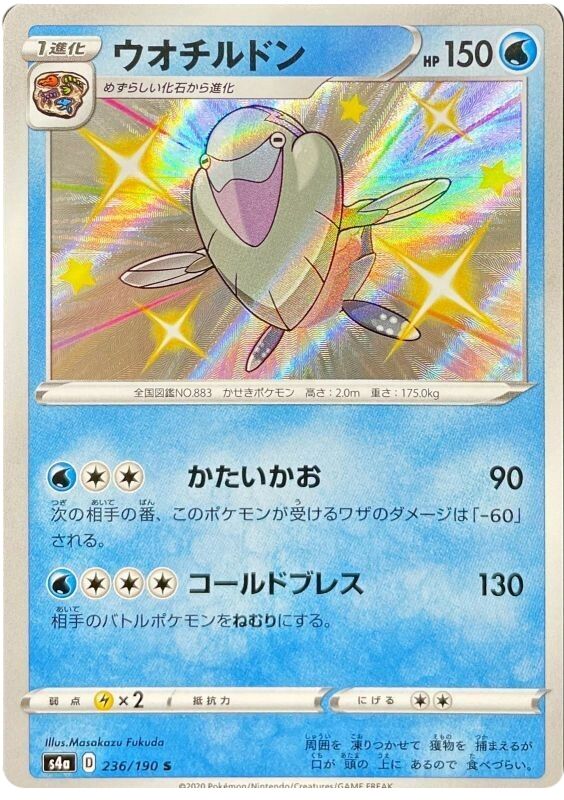 1進化 ウオチルドン HP 150
めずらしい化石から進化
全国図鑑NO.883 かせきポケモン 高さ：2.0m 重さ：175.0kg
かたいかお 90
次の相手の番、このポケモンが受けるワザのダメージは「-60」
される。
コールドブレス 130
相手のバトルポケモンをねむりにする。
弱点 ×2 抵抗力 にげる
Illus.Masakazu Fukuda
s4a D 236/190 S
周囲を 凍りつかせて 獲物を 捕まえるが
口が 頭の 上に あるので 食べづらい。
©2020 Pokémon/Nintendo/Creatures/GAME FREAK